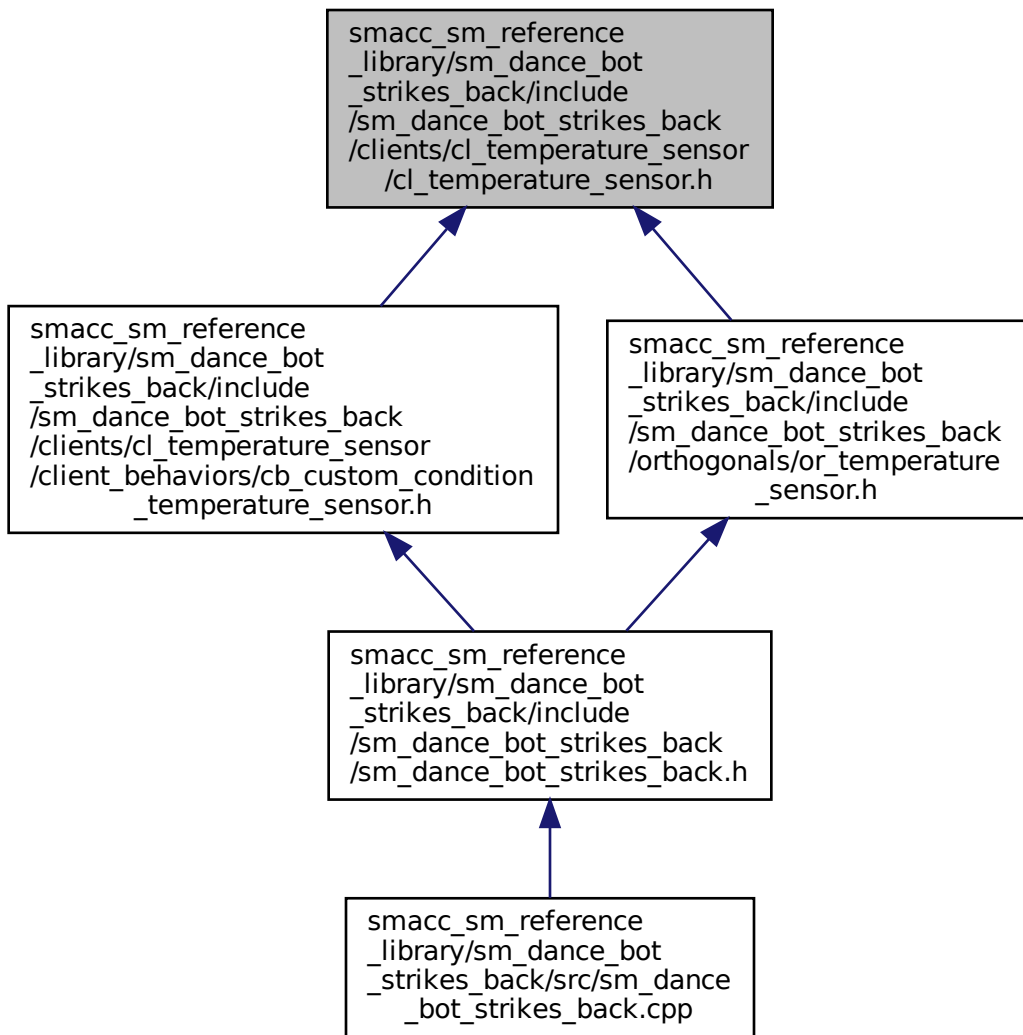 smacc_sm_reference
_library/sm_dance_bot
_strikes_back/include
/sm_dance_bot_strikes_back
/clients/cl_temperature_sensor
/cl_temperature_sensor.h
smacc_sm_reference
_library/sm_dance_bot
_strikes_back/include
/sm_dance_bot_strikes_back
/clients/cl_temperature_sensor
/client_behaviors/cb_custom_condition
_temperature_sensor.h
smacc_sm_reference
_library/sm_dance_bot
_strikes_back/include
/sm_dance_bot_strikes_back
/orthogonals/or_temperature
_sensor.h
smacc_sm_reference
_library/sm_dance_bot
_strikes_back/include
/sm_dance_bot_strikes_back
/sm_dance_bot_strikes_back.h
smacc_sm_reference
_library/sm_dance_bot
_strikes_back/src/sm_dance
_bot_strikes_back.cpp